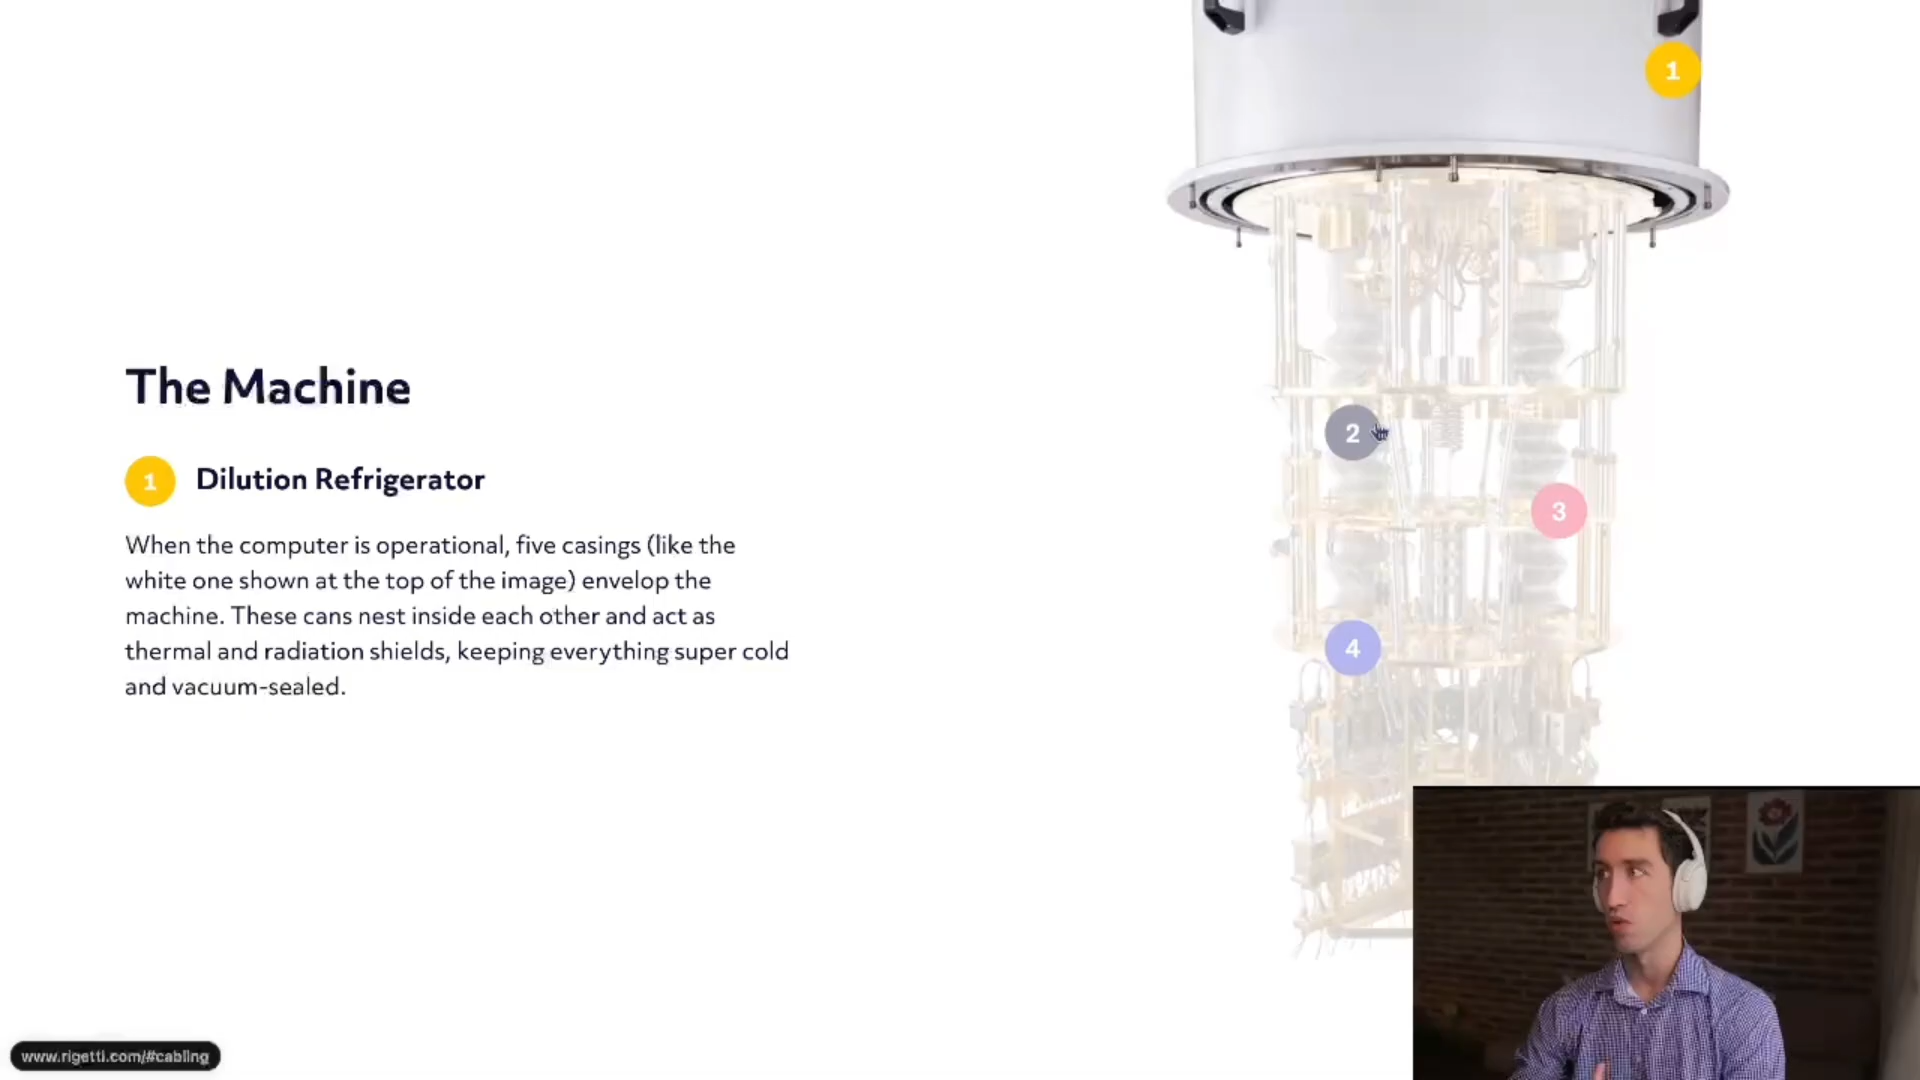 1
The Machine
2
1 Dilution Refrigerator
3
When the computer is operational, five casings (like the
white one shown at the top of the image) envelop the
machine. These cans nest inside each other and act as
thermal and radiation shields, keeping everything super cold
and vacuum-sealed.
4
www.rigetti.com/#cabling